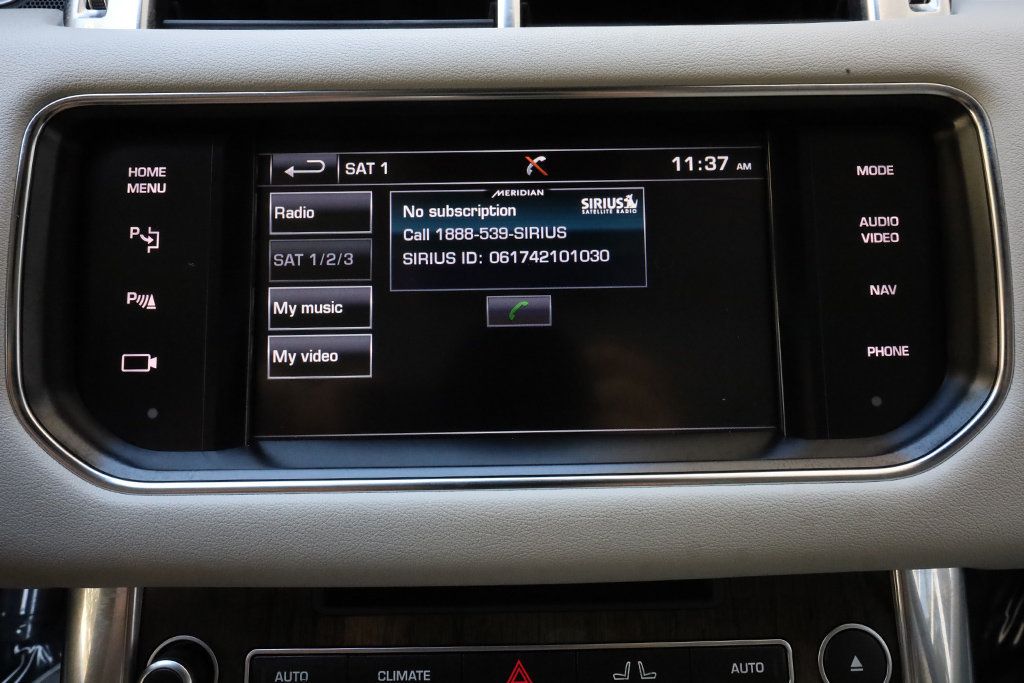 HOME
MENU
P
P
SAT 1
11:37 AM
Radio
SAT 1/2/3
My music
My video
MERIDIAN
No subscription
SIRIUS
SATELLITE RADIO
Call 1888-539-SIRIUS
SIRIUS ID: 061742101030
MODE
AUDIO
VIDEO
NAV
PHONE
AUTO
CLIMATE
AUTO